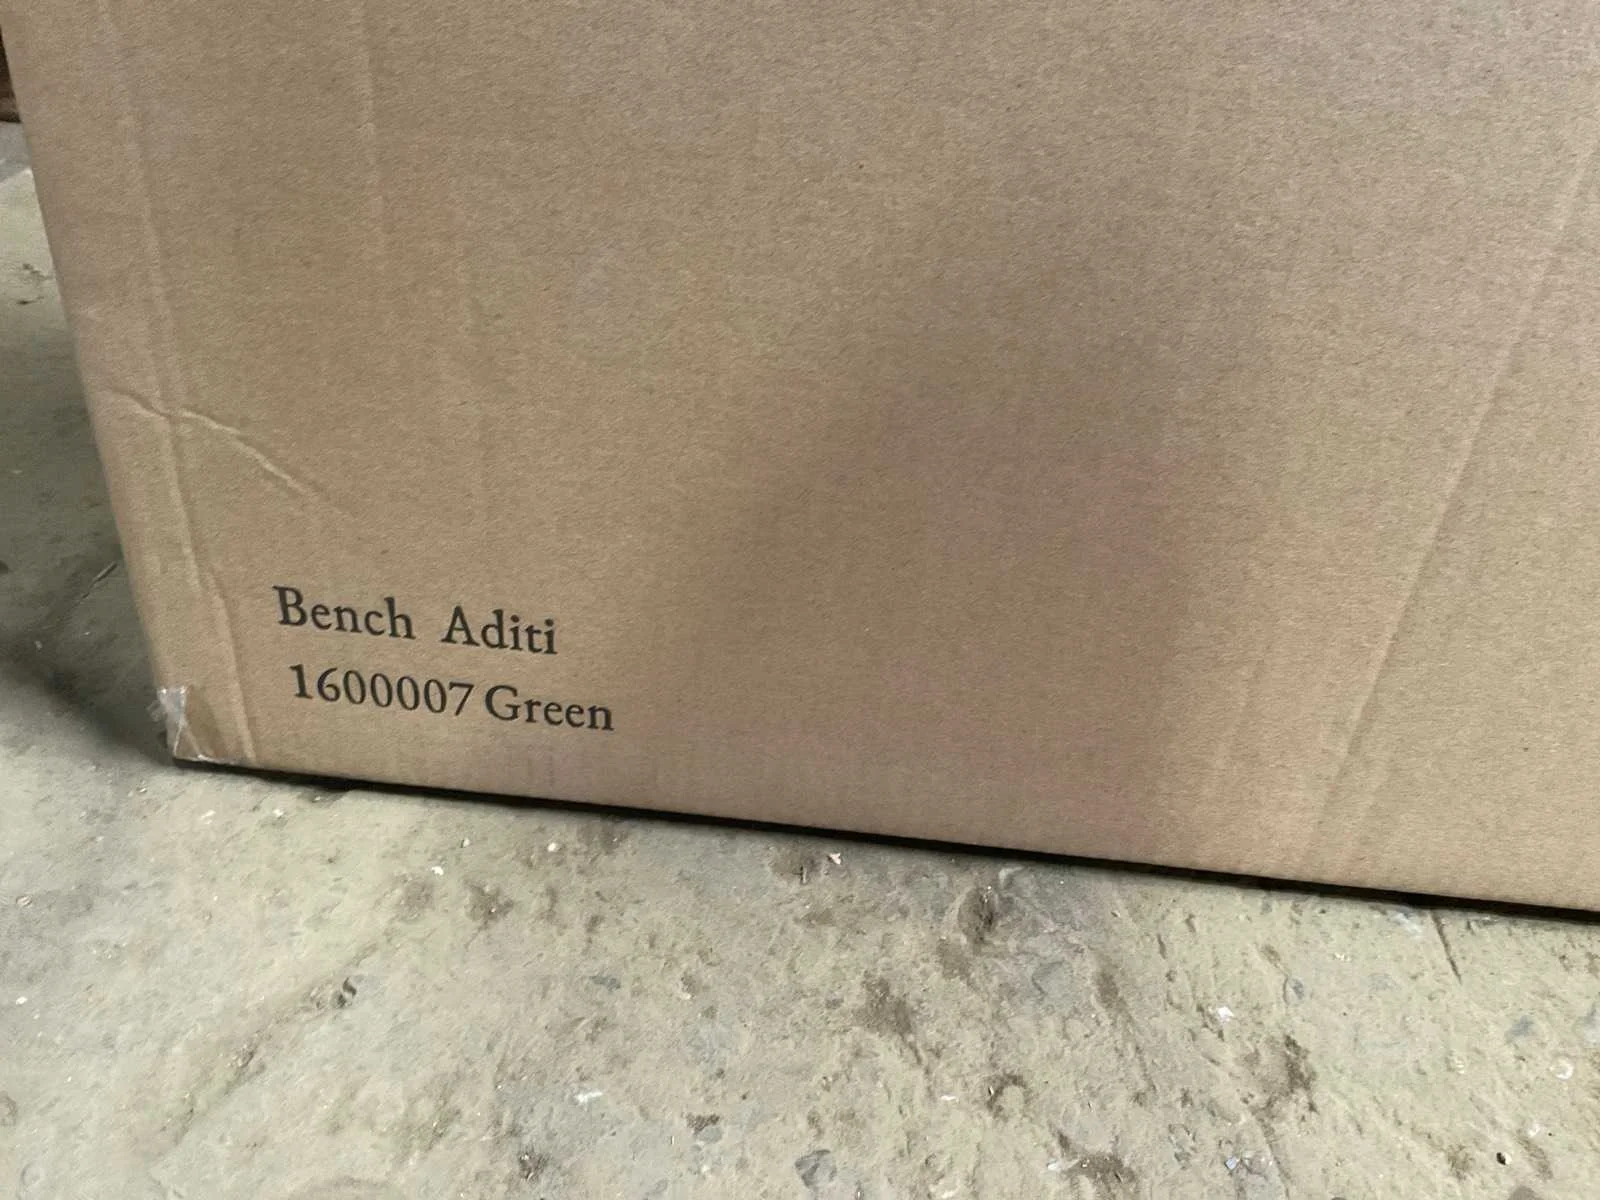 Bench Aditi
1600007 Green